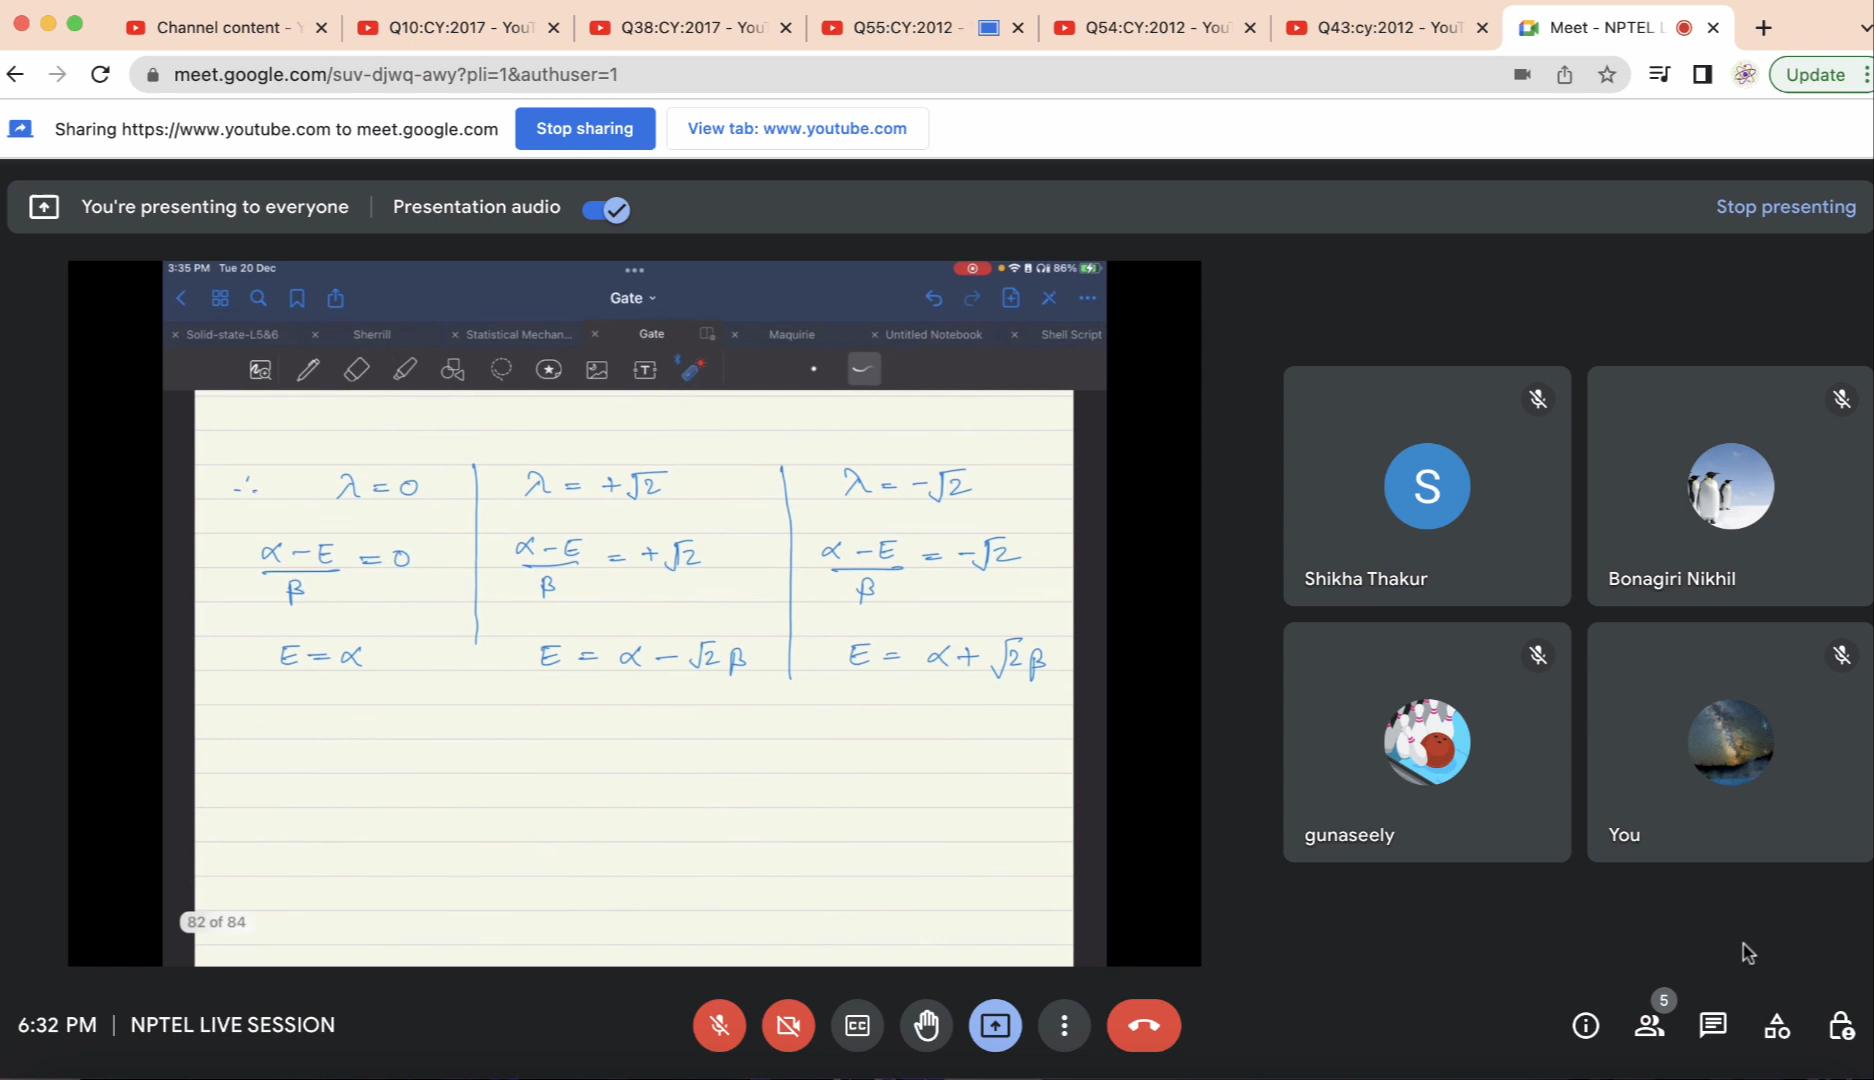 Channel content - Y
Q10:CY:2017 - YouT
Q38:CY:2017 - YouT
Q55:CY:2012 -
Q54:CY:2012 - YouT
Q43:cy:2012 - YouT
Meet - NPTEL L
meet.google.com/suv-djwq-awy?pli=1&authuser=1
Update
Sharing https://www.youtube.com to meet.google.com
Stop sharing
View tab: www.youtube.com
You're presenting to everyone
Presentation audio
Stop presenting
3:35 PM Tue 20 Dec
86%
Gate
Solid-state-L5&6
Sherrill
Statistical Mechan...
Gate
Maquirie
Untitled Notebook
Shell Script
∴ λ = 0 λ = +√2 λ = -√2
(α - E)/β = 0 (α - E)/β = +√2 (α - E)/β = -√2
E = α E = α - √2 β E = α + √2 β
82 of 84
S
Shikha Thakur
Bonagiri Nikhil
gunaseely
You
6:32 PM | NPTEL LIVE SESSION
CC
5